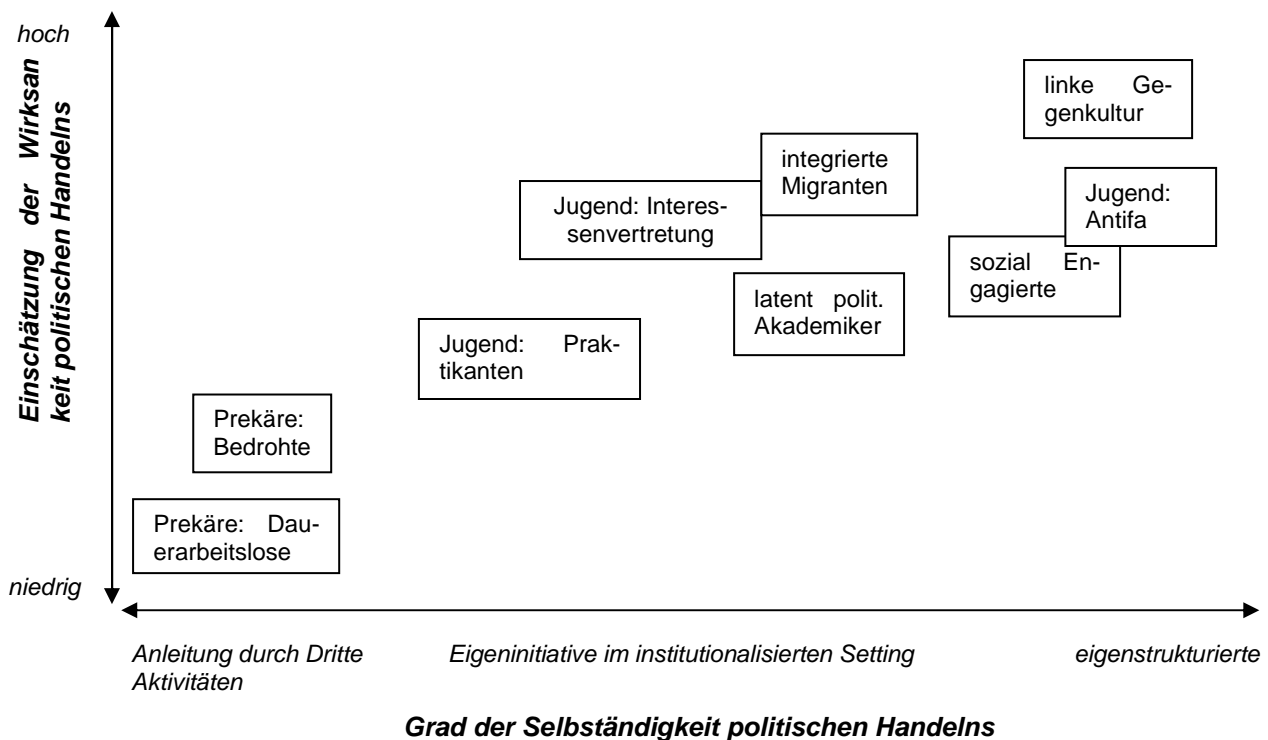 hoch
Einschätzung der Wirksan
keit politischen Handelns
linke Ge-
genkultur
integrierte
Migranten
Jugend: Interes-
senvertretung
Jugend:
Antifa
sozial En-
gagierte
latent polit.
Akademiker
Jugend: Prak-
tikanten
Prekäre:
Bedrohte
Prekäre: Dau-
erarbeitslose
niedrig
Anleitung durch Dritte Eigeninitiative im institutionalisierten Setting eigenstrukturierte
Aktivitäten
Grad der Selbständigkeit politischen Handelns